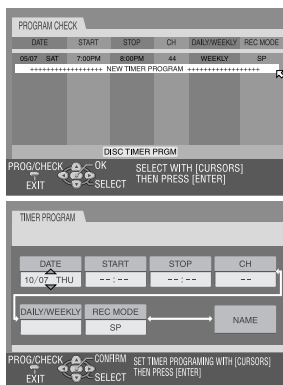 PROGRAM CHECK
DATE START STOP CH DAILY/WEEKLY REC MODE
05/07 SAT 7:00PM 8:00PM 44 WEEKLY SP
++++++++++++++++++ NEW TIMER PROGRAM ++++++++++++++++++
DISC TIMER PRGM
PROG/CHECK OK SELECT WITH [CURSORS]
EXIT SELECT THEN PRESS [ENTER]
TIMER PROGRAM
DATE START STOP CH
10/07 THU --:-- --:-- --
DAILY/WEEKLY REC MODE NAME
SP
PROG/CHECK CONFIRM SET TIMER PROGRAMING WITH [CURSORS]
EXIT SELECT THEN PRESS [ENTER]